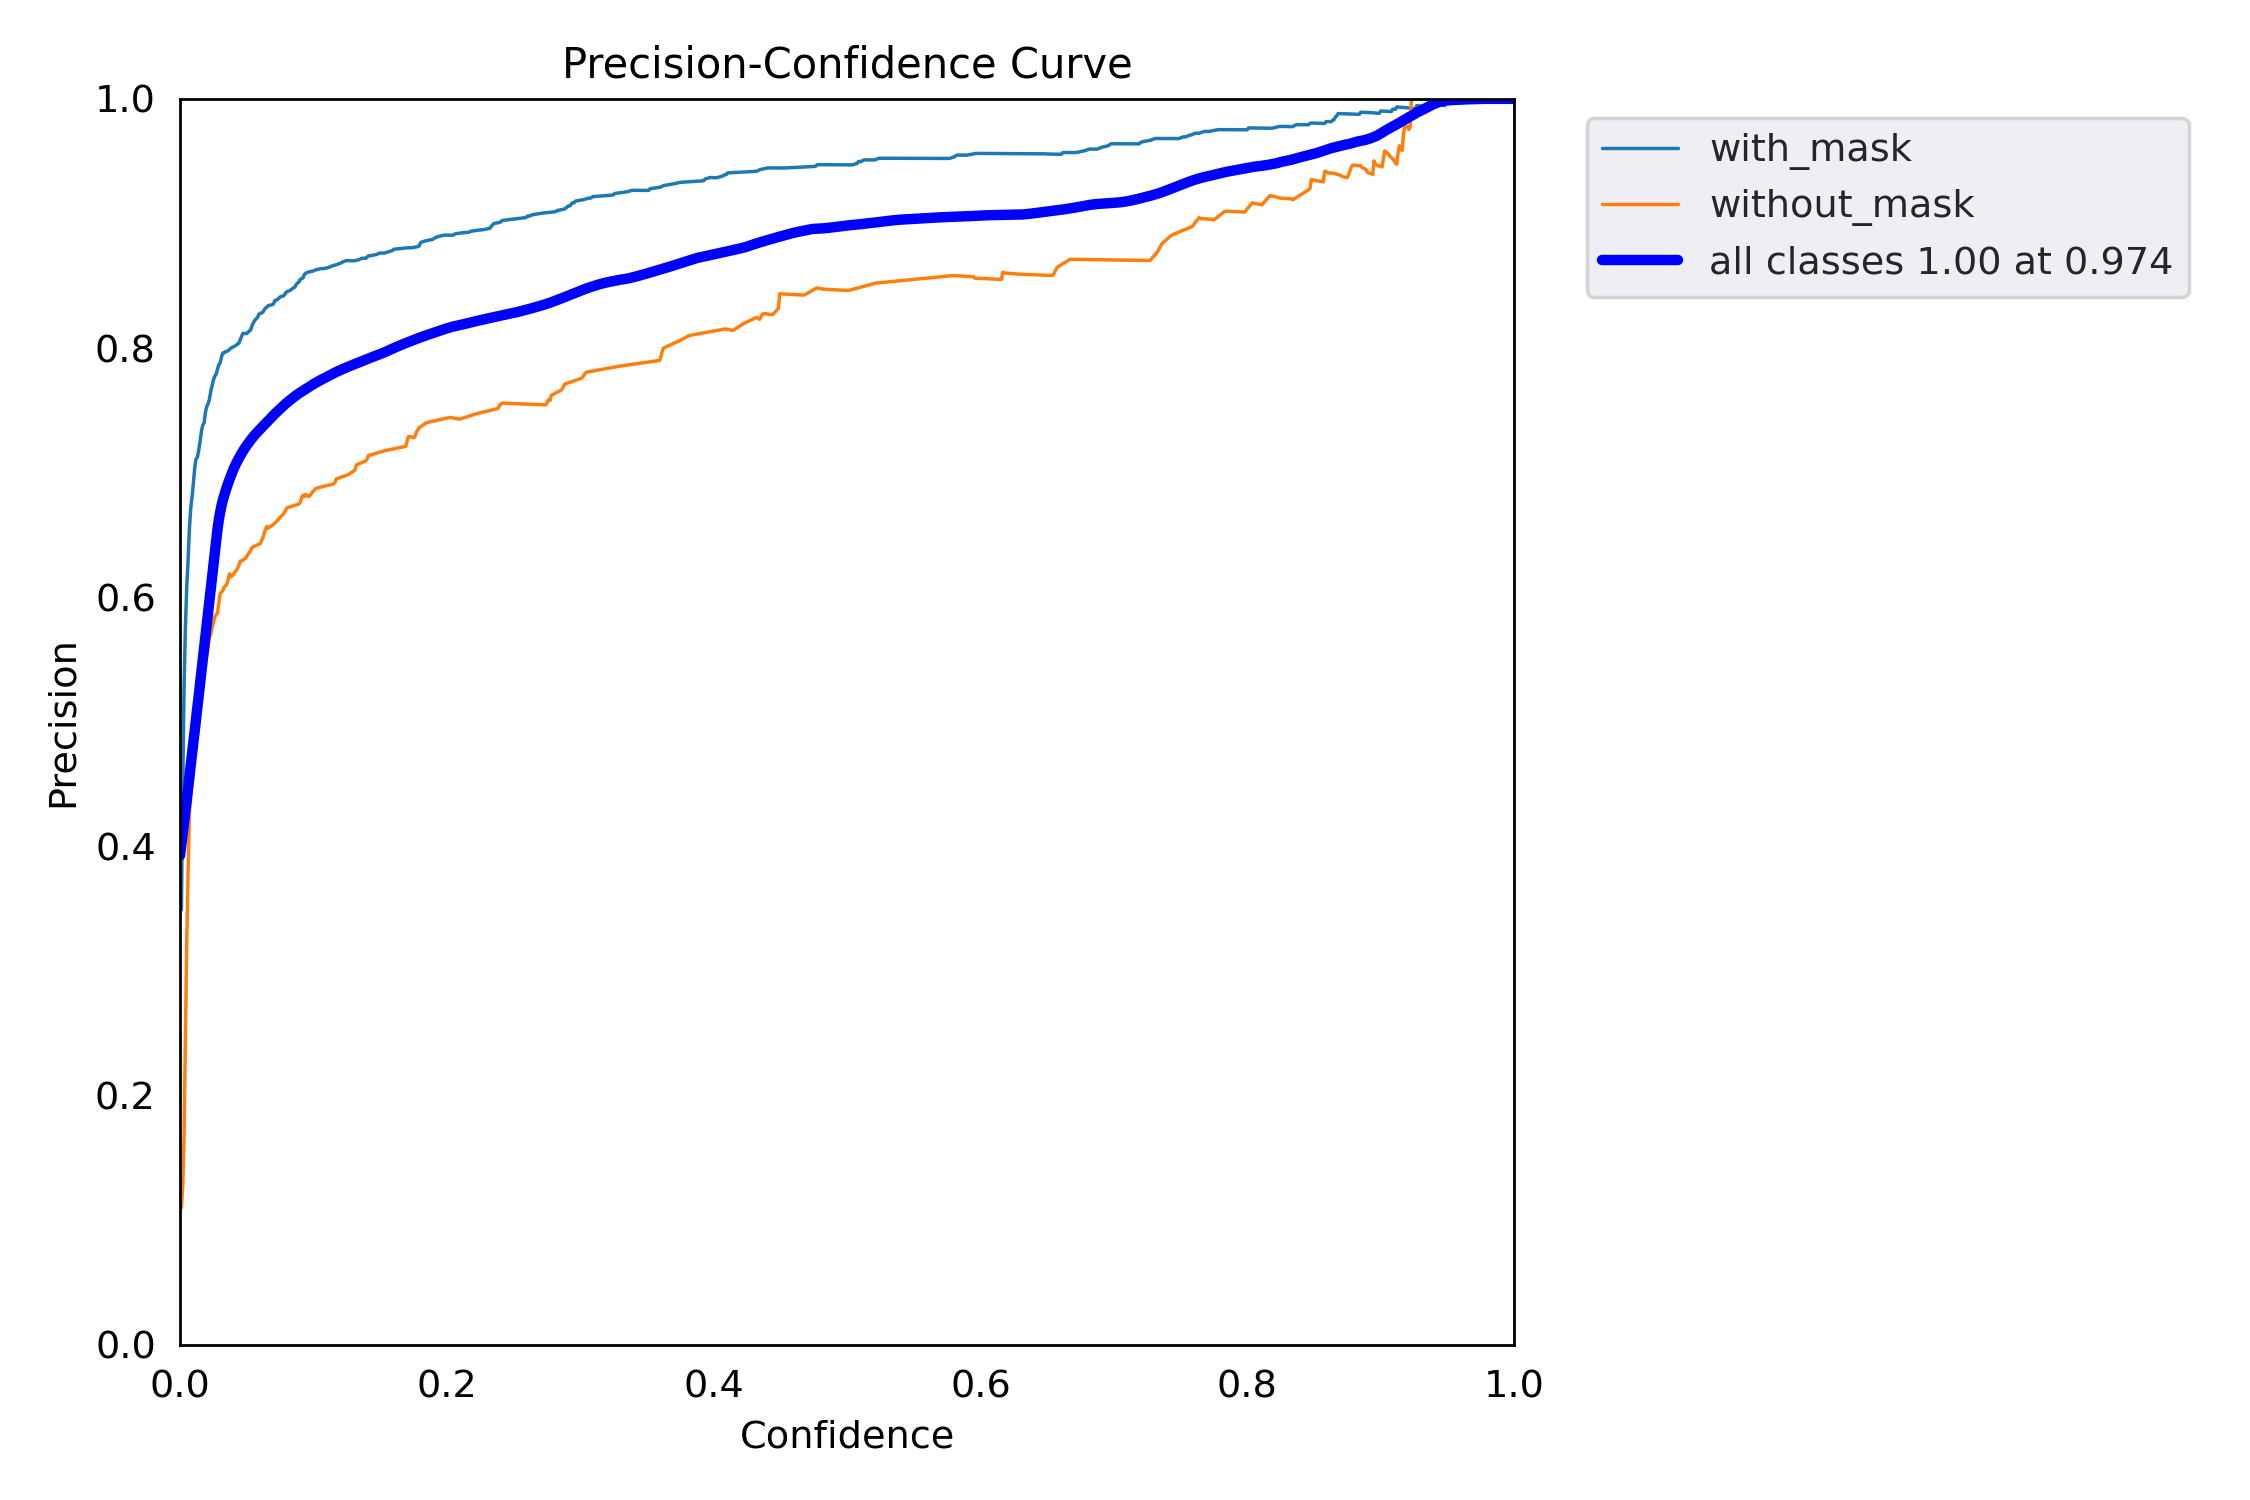 Precision-Confidence Curve
1.0
0.8
0.6
0.4
0.2
0.0
Precision
0.0 0.2 0.4 0.6 0.8 1.0
Confidence
with_mask
without_mask
all classes 1.00 at 0.974